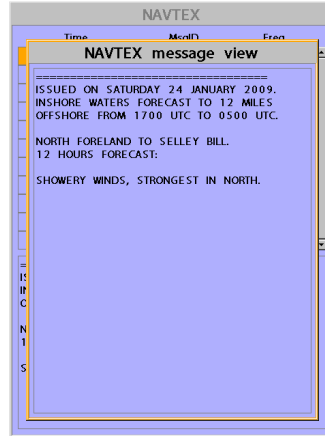 NAVTEX
Time MsgID Freq
NAVTEX message view
==================================
ISSUED ON SATURDAY 24 JANUARY 2009.
INSHORE WATERS FORECAST TO 12 MILES
OFFSHORE FROM 1700 UTC TO 0500 UTC.
NORTH FORELAND TO SELLEY BILL.
12 HOURS FORECAST:
SHOWERY WINDS, STRONGEST IN NORTH.